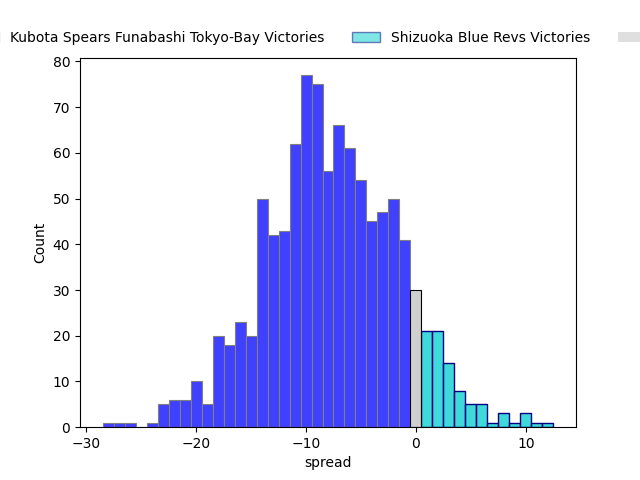 Kubota Spears Funabashi Tokyo-Bay Victories Shizuoka Blue Revs Victories
80
70
60
50
40
30
20
10
0
Count
−30 −20 −10 0 10
spread